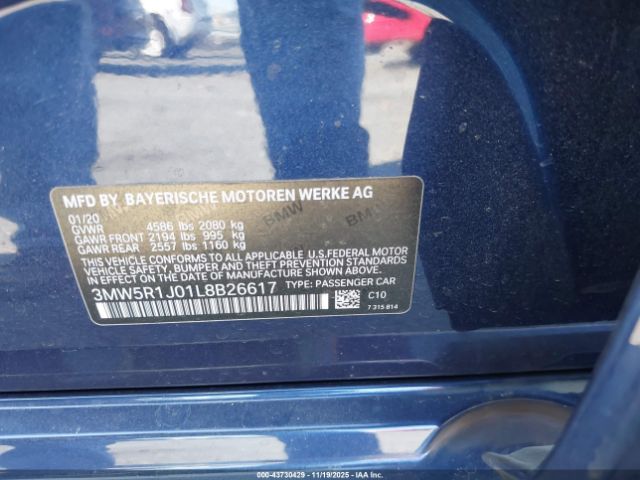 MFD BY BAYERISCHE MOTOREN WERKE AG
01/20
GVWR 4586 lbs 2080 kg
GAWR FRONT 2194 lbs 995 kg
GAWR REAR 2557 lbs 1160 kg
THIS VEHICLE CONFORMS TO ALL APPLICABLE U.S.FEDERAL MOTOR
VEHICLE SAFETY, BUMPER, AND THEFT PREVENTION STANDARDS
IN EFFECT ON THE DATE OF MANUFACTURE SHOWN ABOVE.
3MW5R1J01L8B26617 TYPE: PASSENGER CAR
C10
7 315 814
000-43730429 - 11/19/2025 - IAAI.com